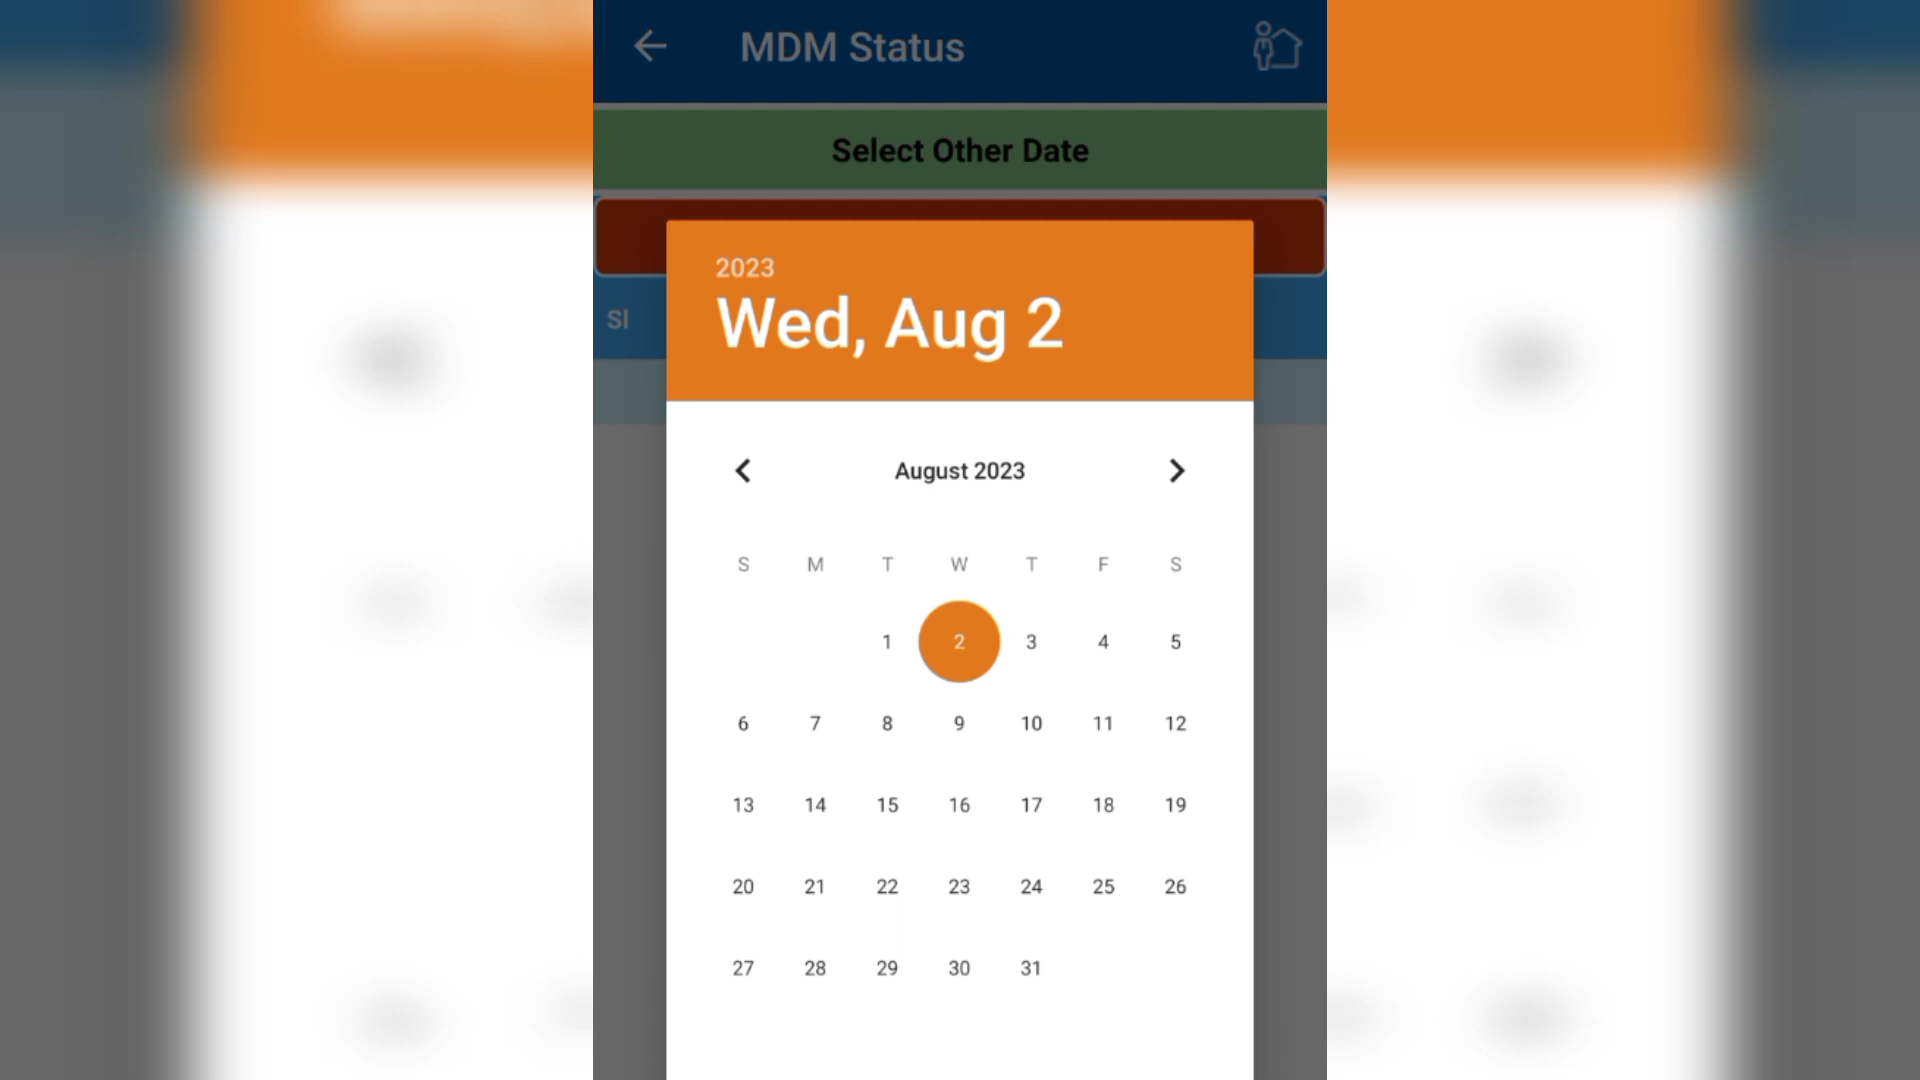 MDM Status
Select Other Date
Sl
2023
Wed, Aug 2
August 2023
S M T W T F S
1 2 3 4 5
6 7 8 9 10 11 12
13 14 15 16 17 18 19
20 21 22 23 24 25 26
27 28 29 30 31